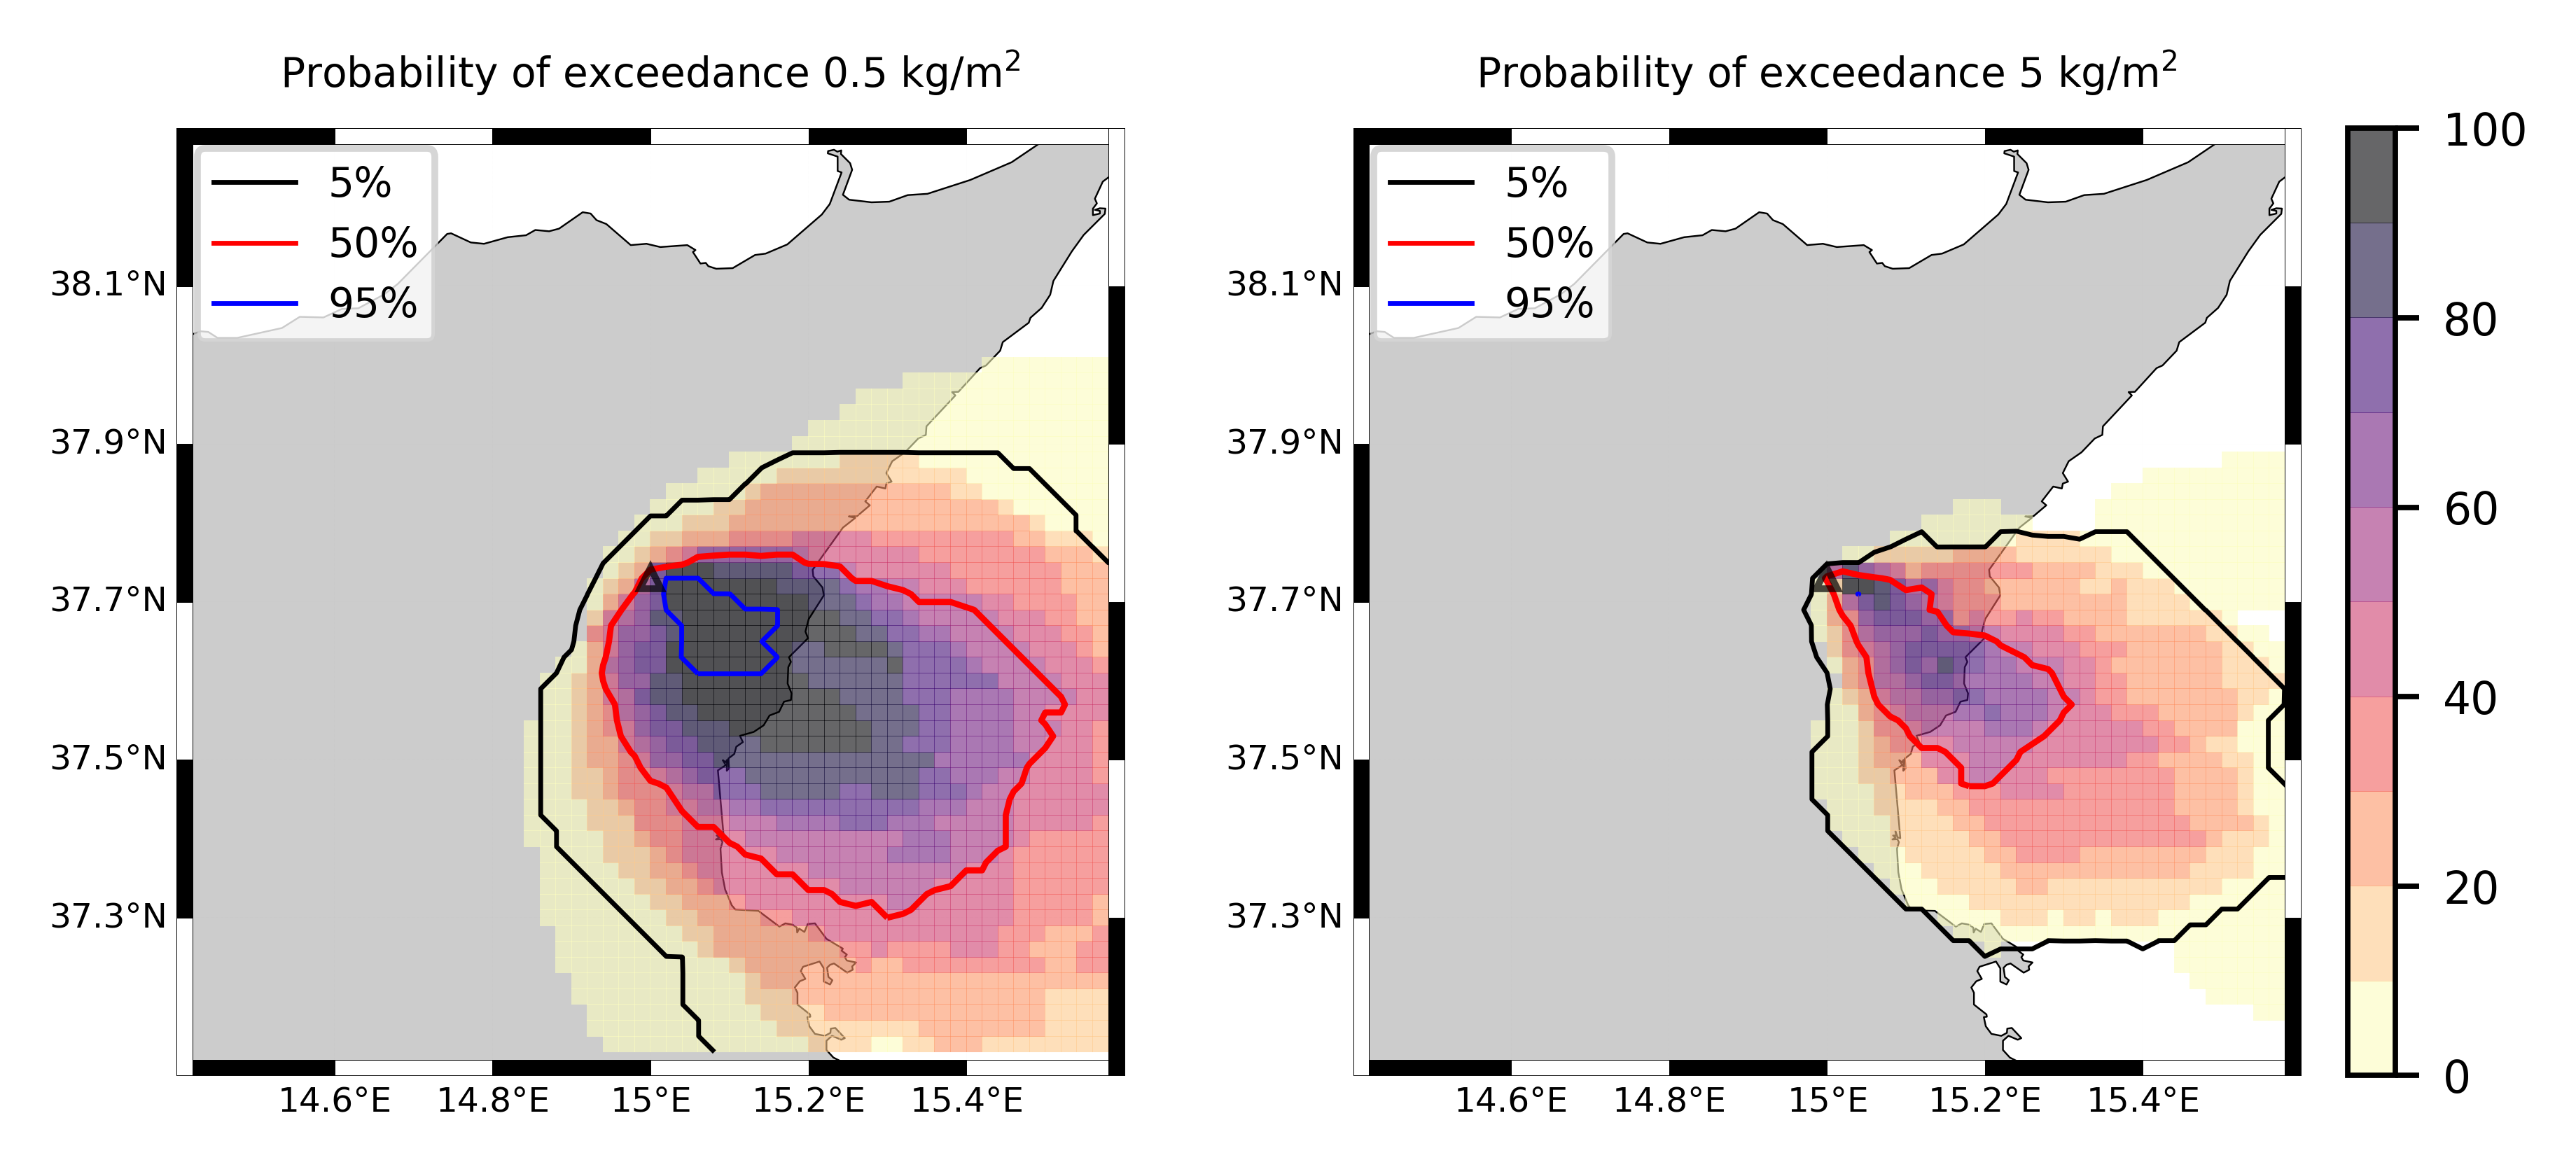 Probability of exceedance 0.5 kg/m²
5%
50%
95%
38.1°N
37.9°N
37.7°N
37.5°N
37.3°N
14.6°E
14.8°E
15°E
15.2°E
15.4°E
Probability of exceedance 5 kg/m²
5%
50%
95%
38.1°N
37.9°N
37.7°N
37.5°N
37.3°N
14.6°E
14.8°E
15°E
15.2°E
15.4°E
100
80
60
40
20
0